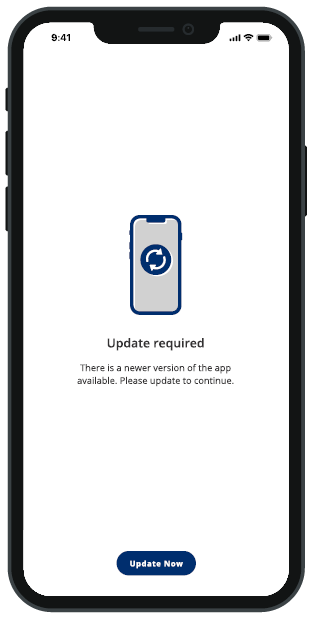 9:41
Update required
There is a newer version of the app
available. Please update to continue.
Update Now